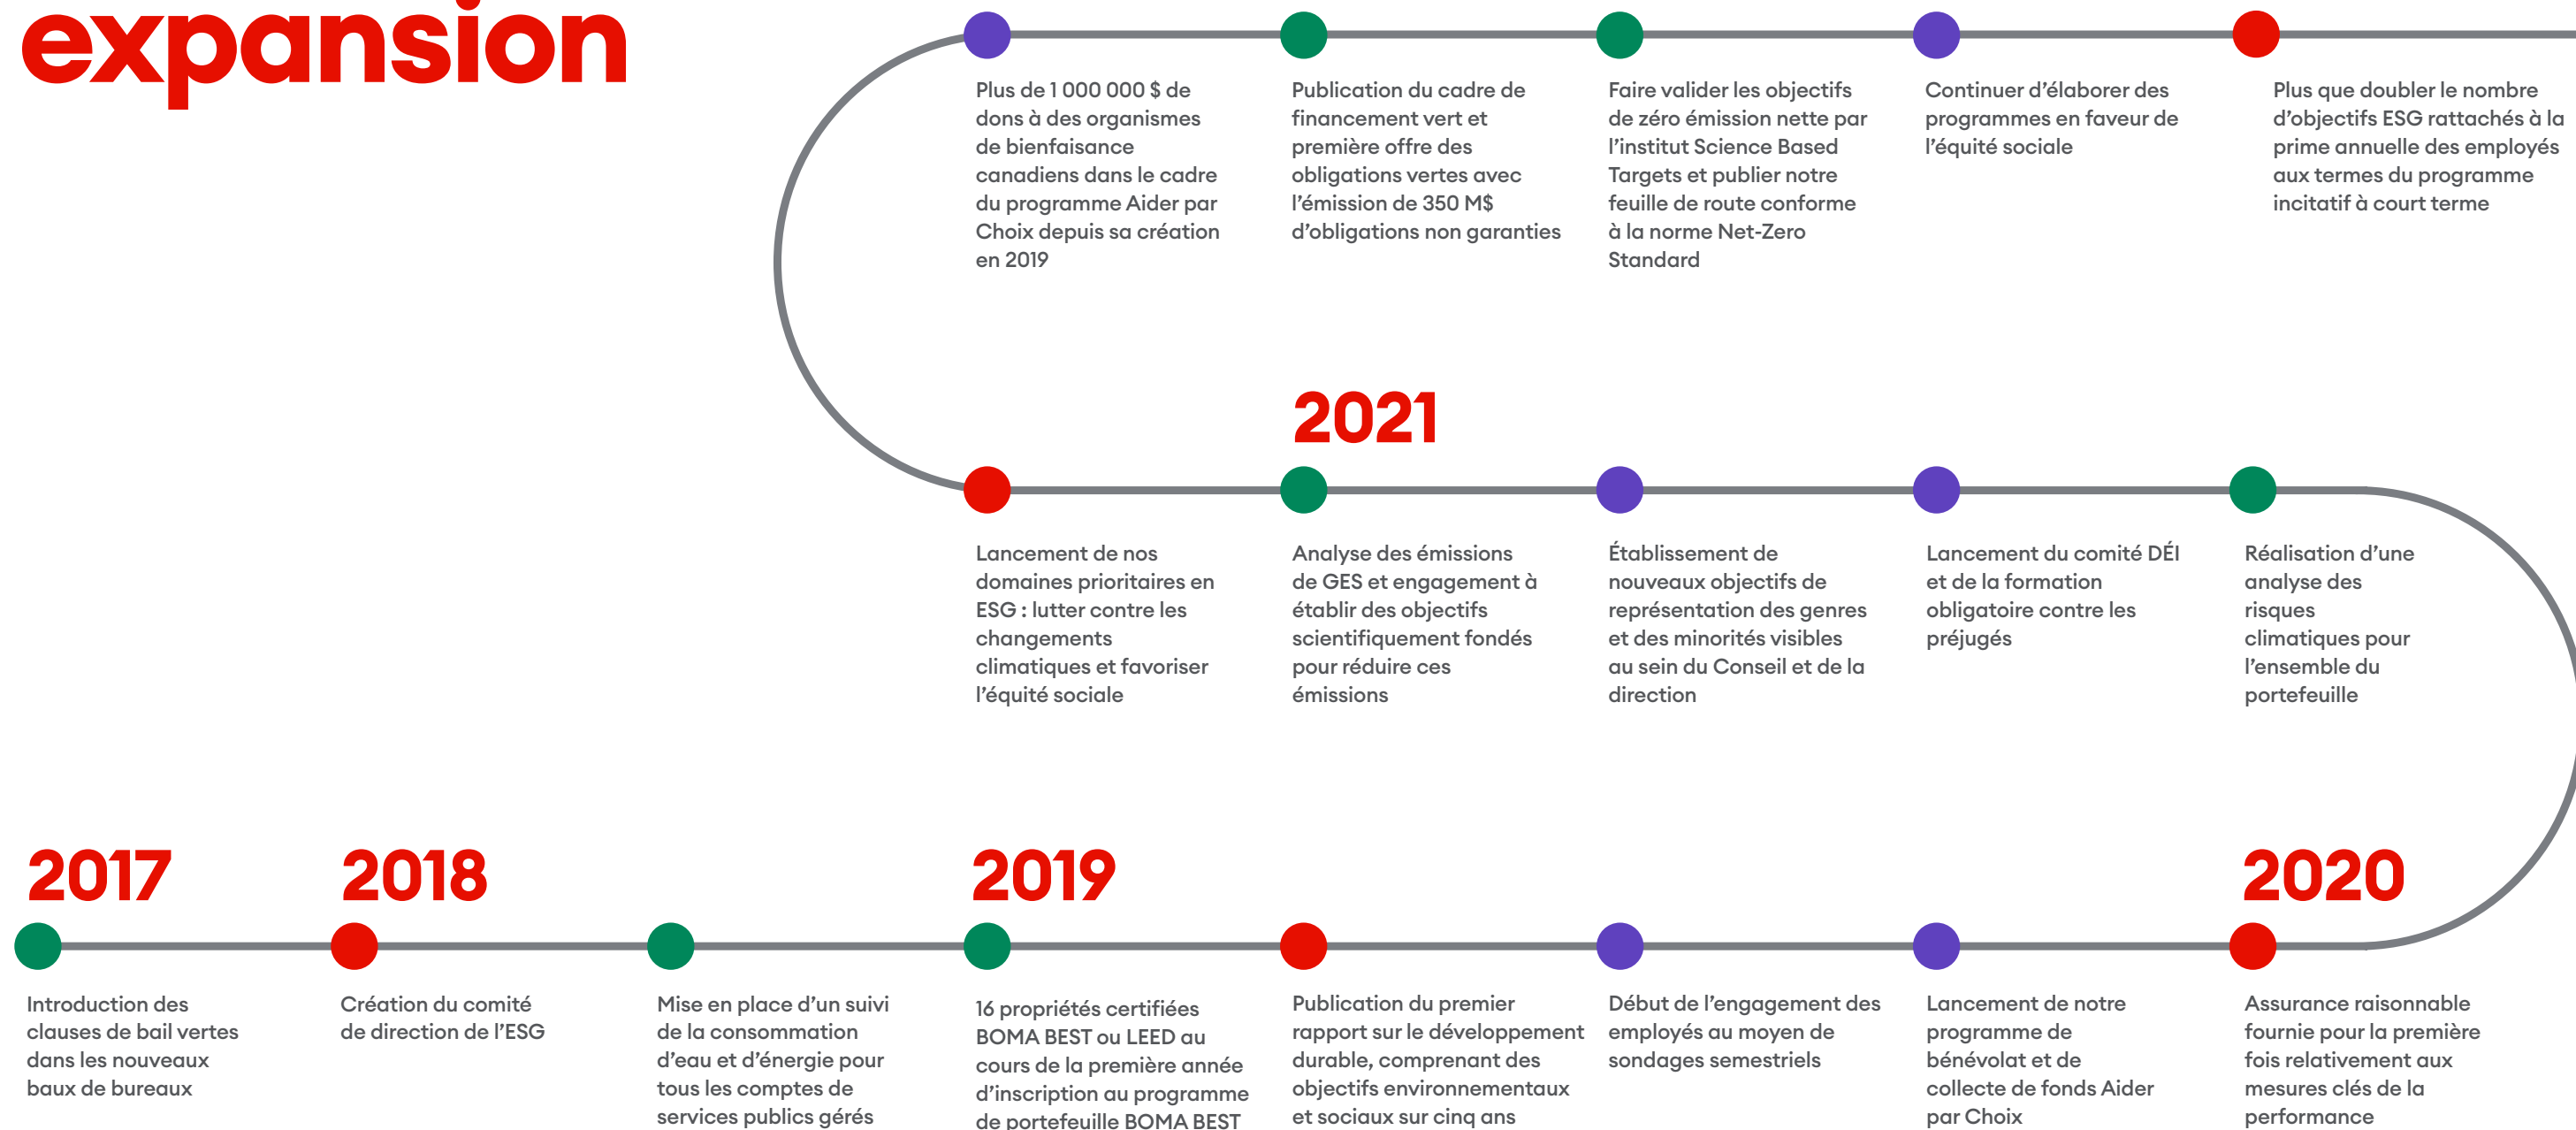 expansion
Plus de 1 000 000 $ de
dons à des organismes
de bienfaisance
canadiens dans le cadre
du programme Aider par
Choix depuis sa création
en 2019
Publication du cadre de
financement vert et
première offre des
obligations vertes avec
l’émission de 350 M$
d’obligations non garanties
Faire valider les objectifs
de zéro émission nette par
l’institut Science Based
Targets et publier notre
feuille de route conforme
à la norme Net-Zero
Standard
Continuer d’élaborer des
programmes en faveur de
l’équité sociale
Plus que doubler le nombre
d’objectifs ESG rattachés à la
prime annuelle des employés
aux termes du programme
incitatif à court terme
Lancement de nos
domaines prioritaires en
ESG : lutter contre les
changements
climatiques et favoriser
l’équité sociale
2021
Analyse des émissions
de GES et engagement à
établir des objectifs
scientifiquement fondés
pour réduire ces
émissions
Établissement de
nouveaux objectifs de
représentation des genres
et des minorités visibles
au sein du Conseil et de la
direction
Lancement du comité DÉI
et de la formation
obligatoire contre les
préjugés
Réalisation d’une
analyse des
risques
climatiques pour
l’ensemble du
portefeuille
2017
Introduction des
clauses de bail vertes
dans les nouveaux
baux de bureaux
2018
Création du comité
de direction de l’ESG
Mise en place d’un suivi
de la consommation
d’eau et d’énergie pour
tous les comptes de
services publics gérés
2019
16 propriétés certifiées
BOMA BEST ou LEED au
cours de la première année
d’inscription au programme
de portefeuille BOMA BEST
Publication du premier
rapport sur le développement
durable, comprenant des
objectifs environnementaux
et sociaux sur cinq ans
Début de l’engagement des
employés au moyen de
sondages semestriels
Lancement de notre
programme de
bénévolat et de
collecte de fonds Aider
par Choix
2020
Assurance raisonnable
fournie pour la première
fois relativement aux
mesures clés de la
performance